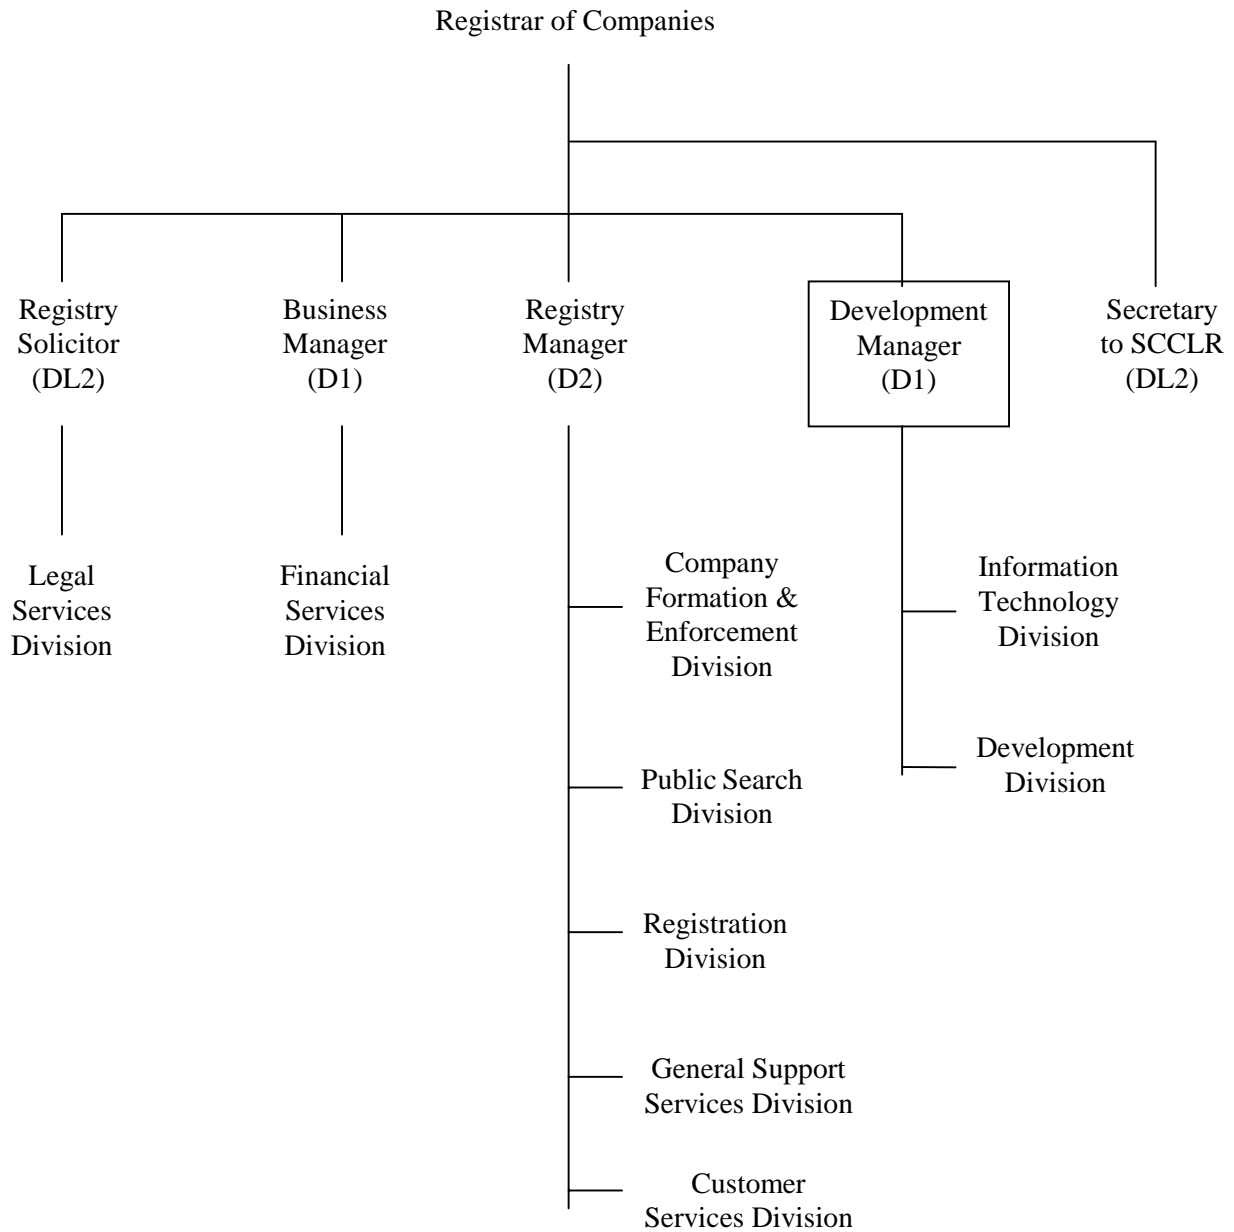 Registrar of Companies
Registry
Solicitor
(DL2)
Business
Manager
(D1)
Registry
Manager
(D2)
Development
Manager
(D1)
Secretary
to SCCLR
(DL2)
Legal
Services
Division
Financial
Services
Division
Company
Formation &
Enforcement
Division
Public Search
Division
Registration
Division
General Support
Services Division
Customer
Services Division
Information
Technology
Division
Development
Division